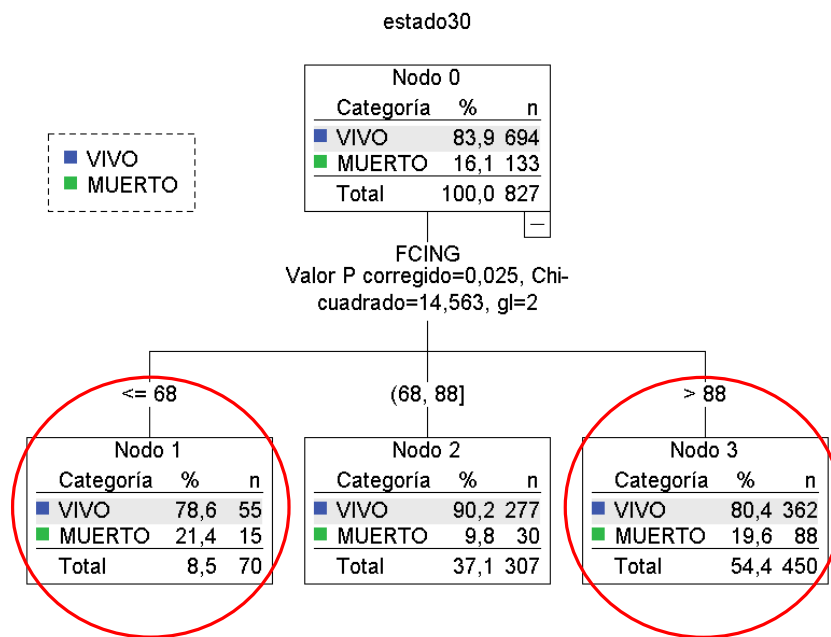 estado30
VIVO
MUERTO
Nodo 0
Categoría % n
VIVO 83,9 694
MUERTO 16,1 133
Total 100,0 827
FCING
Valor P corregido=0,025, Chi-
cuadrado=14,563, gl=2
<= 68
(68, 88]
> 88
Nodo 1
Categoría % n
VIVO 78,6 55
MUERTO 21,4 15
Total 8,5 70
Nodo 2
Categoría % n
VIVO 90,2 277
MUERTO 9,8 30
Total 37,1 307
Nodo 3
Categoría % n
VIVO 80,4 362
MUERTO 19,6 88
Total 54,4 450